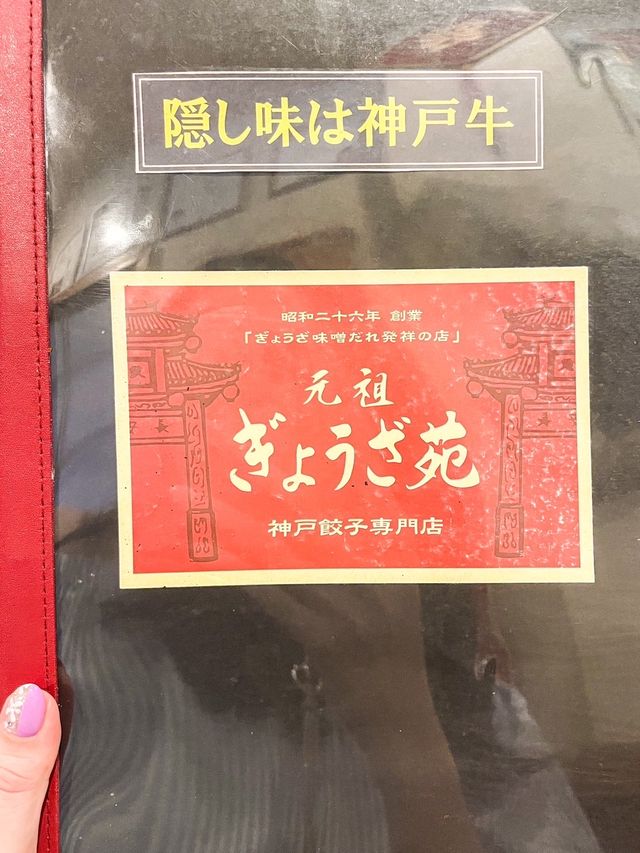 隠し味は神戸牛
昭和二十六年 創業
「ぎょうざ味噌だれ発祥の店」
元祖
ぎょうざ苑
神戸餃子専門店